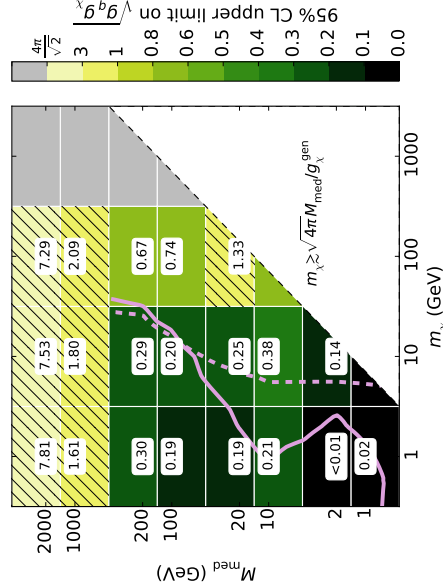 M_med (GeV)
2000
1000
200
100
20
10
2
1
7.81 7.53 7.29
1.61 1.80 2.09
0.30 0.29 0.67
0.19 0.20 0.74
0.19 0.25 1.33
0.21 0.38
<0.01 0.14
0.02
m_χ ≳ √4π M_med/g_χ^gen
1 10 100 1000
m_χ (GeV)
4π/√2
3
1
0.8
0.6
0.5
0.4
0.3
0.2
0.1
0.0
95% CL upper limit on √g_q g_χ